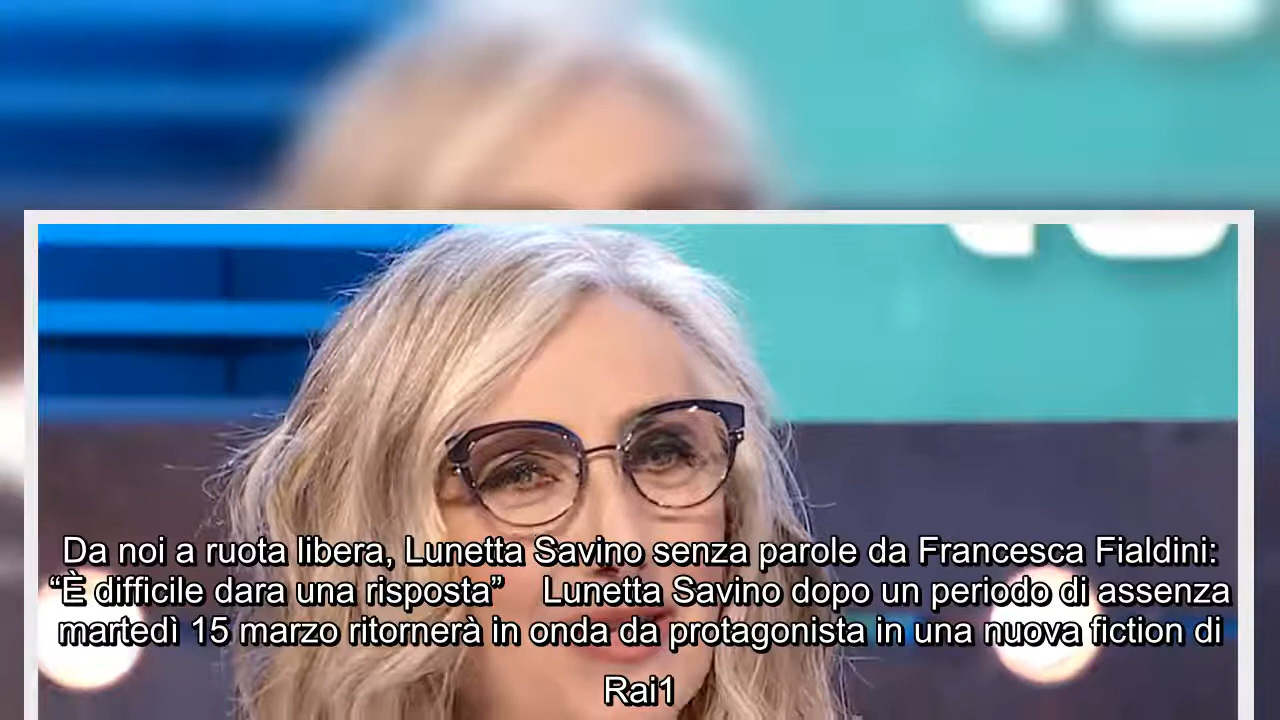 Da noi a ruota libera, Lunetta Savino senza parole da Francesca Fialdini:
“È difficile dara una risposta” Lunetta Savino dopo un periodo di assenza
martedì 15 marzo ritornerà in onda da protagonista in una nuova fiction di
Rai1